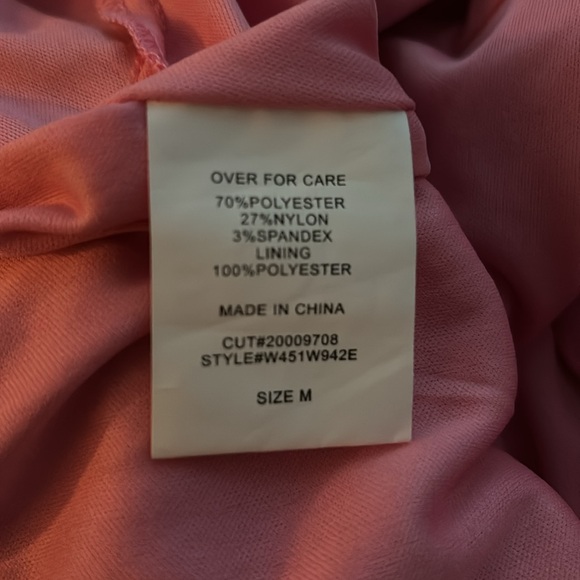 OVER FOR CARE
70%POLYESTER
27%NYLON
3%SPANDEX
LINING
100%POLYESTER
MADE IN CHINA
CUT#20009708
STYLE#W451W942E
SIZE M